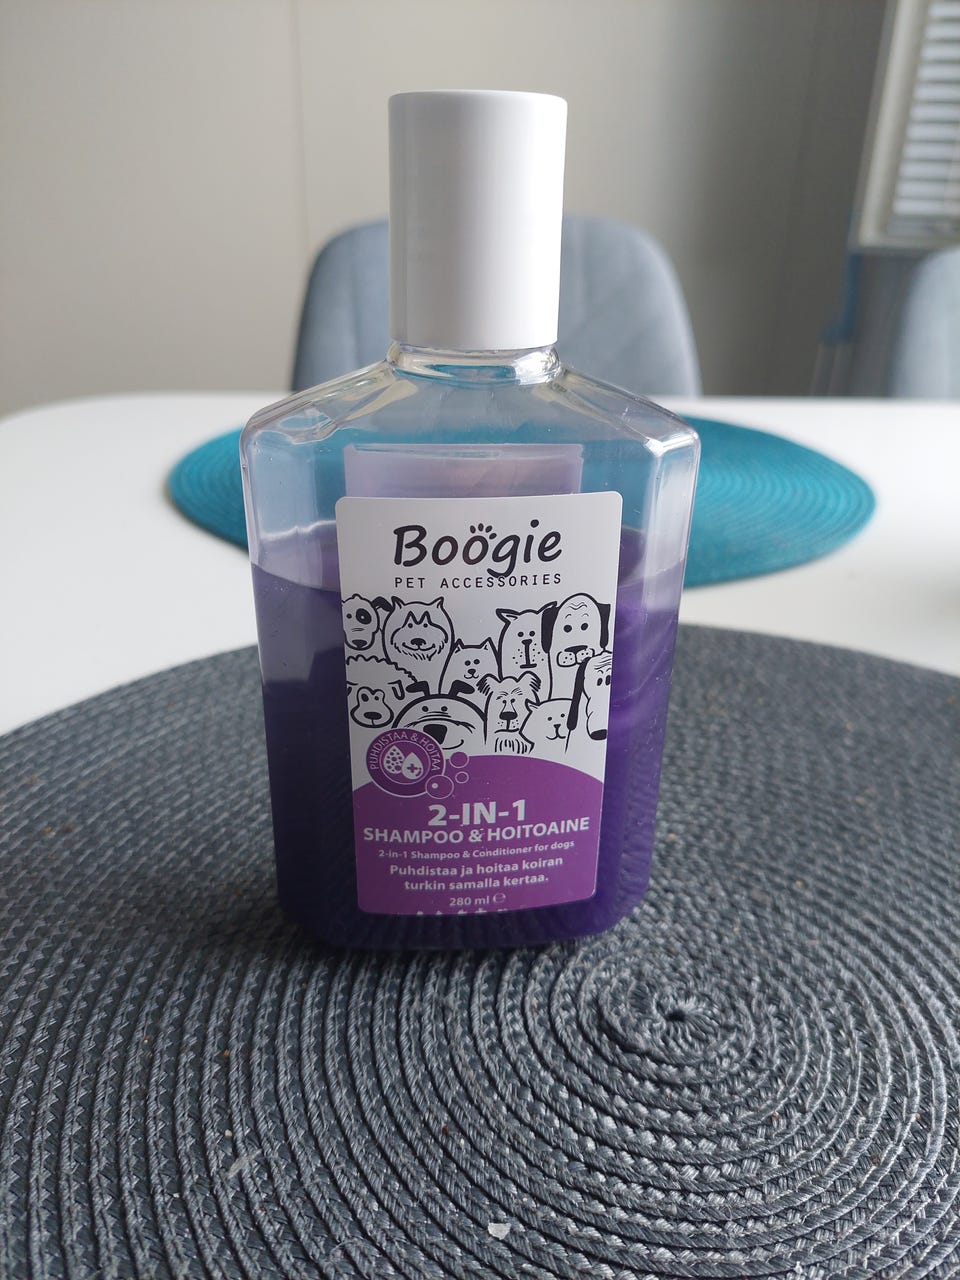 Boogie
PET ACCESSORIES
PUHDISTAA & HOITAA
2-IN-1
SHAMPOO & HOITOAINE
2-in-1 Shampoo & Conditioner for dogs
Puhdistaa ja hoitaa koiran
turkin samalla kertaa.
280 ml ℮